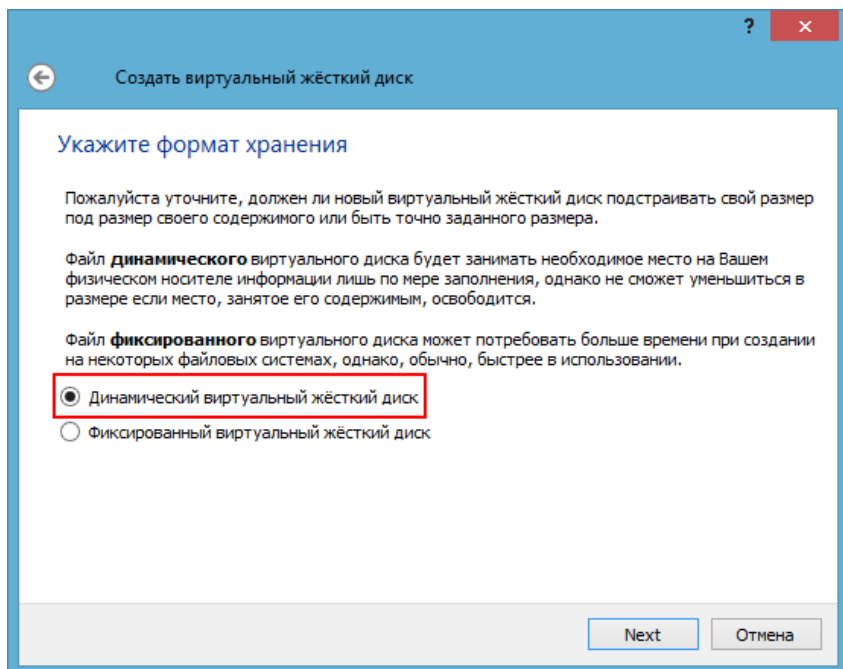 ?
Создать виртуальный жёсткий диск
Укажите формат хранения
Пожалуйста уточните, должен ли новый виртуальный жёсткий диск подстраивать свой размер
под размер своего содержимого или быть точно заданного размера.
Файл динамического виртуального диска будет занимать необходимое место на Вашем
физическом носителе информации лишь по мере заполнения, однако не сможет уменьшиться в
размере если место, занятое его содержимым, освободится.
Файл фиксированного виртуального диска может потребовать больше времени при создании
на некоторых файловых системах, однако, обычно, быстрее в использовании.
Динамический виртуальный жёсткий диск
Фиксированный виртуальный жёсткий диск
Next Отмена